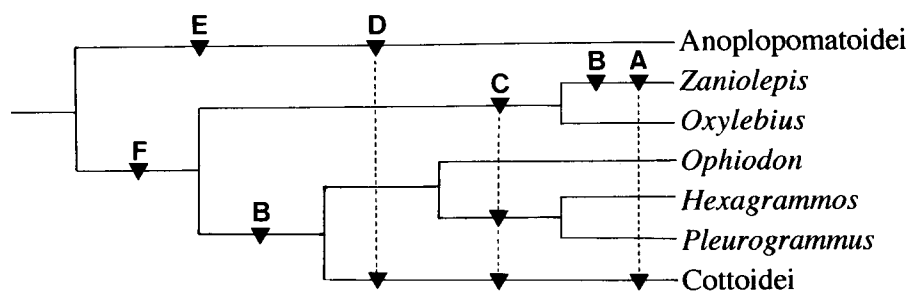 E D Anoplopomatoidei
B A Zaniolepis
C
Oxylebius
F Ophiodon
Hexagrammos
B
Pleurogrammus
Cottoidei